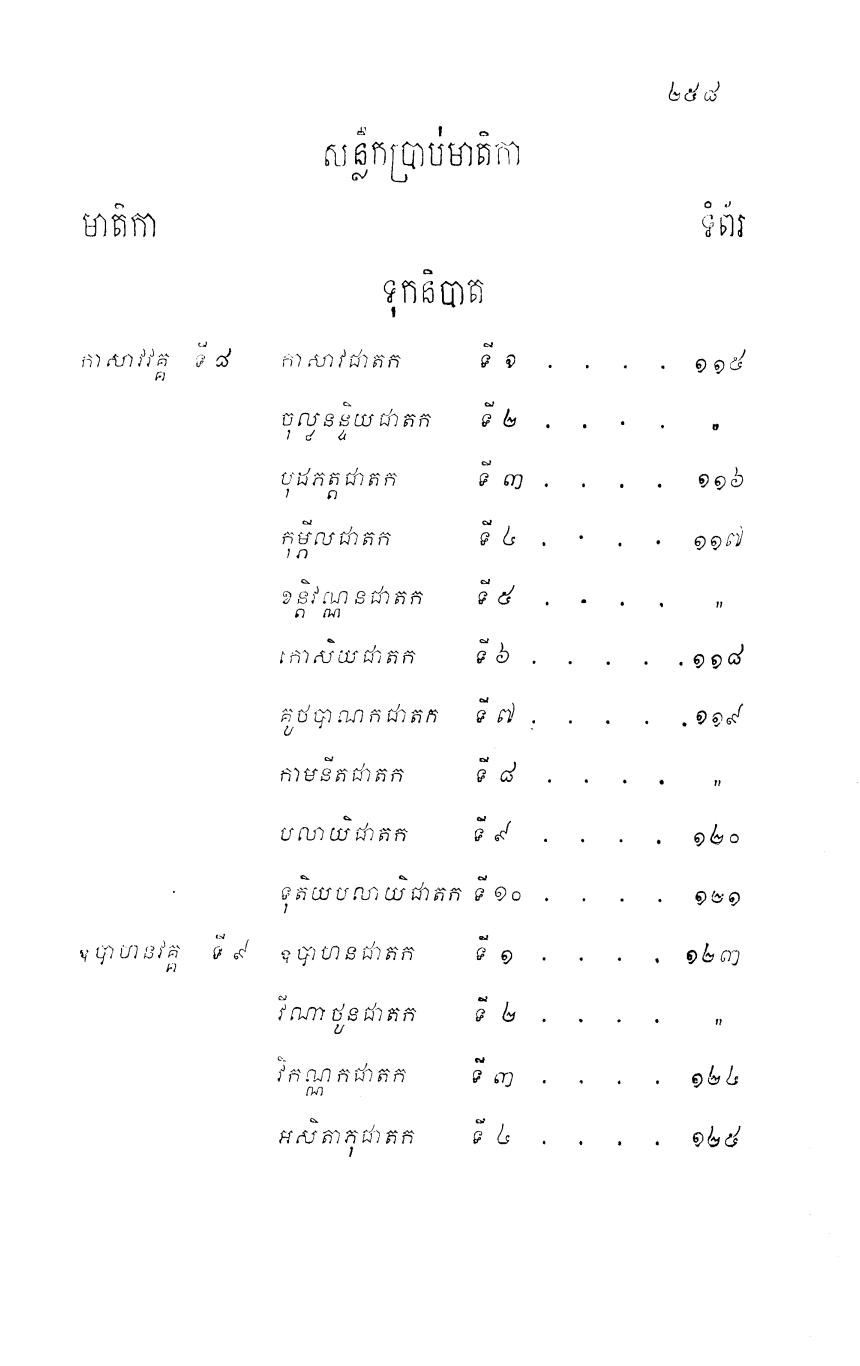 ២៥៨
សន្លឹកប្រាប់មាតិកា
មាតិកា ទំព័រ
ទុកនិបាត
កាសាវវគ្គ ទី ៨ កាសាវជាតក ទី ១ . . . . ១១៥
ចុល្លនន្ទិយជាតក ទី ២ . . . . "
បុដភត្តជាតក ទី ៣ . . . . ១១៦
កុម្ភីលជាតក ទី ៤ . . . . ១១៧
ខន្តិវណ្ណនជាតក ទី ៥ . . . . "
កោសិយជាតក ទី ៦ . . . . . ១១៨
គូថបាណកជាតក ទី ៧ . . . . . ១១៩
កាមនីតជាតក ទី ៨ . . . . "
បលាយិជាតក ទី ៩ . . . . ១២០
ទុតិយបលាយិជាតក ទី ១០ . . . . ១២១
ឧបាហនវគ្គ ទី ៩ ឧបាហនជាតក ទី ១ . . . . ១២៣
វីណាថូនជាតក ទី ២ . . . . "
វិកណ្ណកជាតក ទី ៣ . . . . ១២៤
អសិតាភុជាតក ទី ៤ . . . . ១២៥